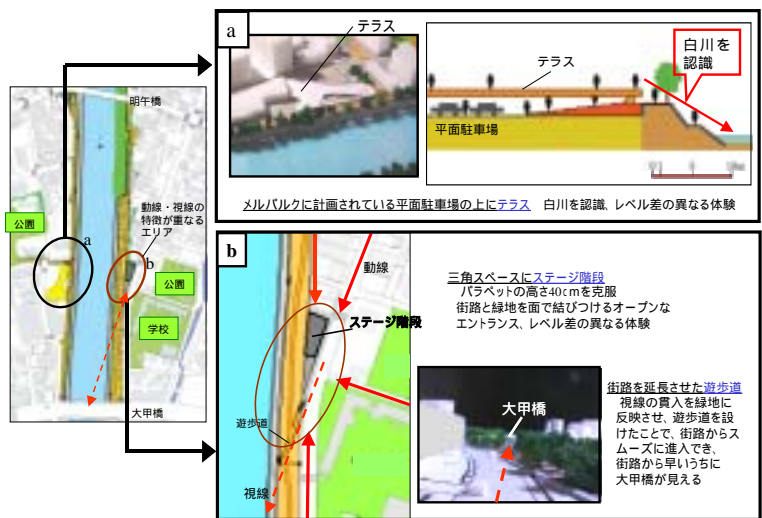 明午橋
動線・視線の
特徴が重なる
エリア
公園
a
b
公園
学校
大甲橋
a
テラス
テラス
白川を
認識
平面駐車場
メルパルクに計画されている平面駐車場の上にテラス　白川を認識、レベル差の異なる体験
b
動線
ステージ階段
遊歩道
視線
三角スペースにステージ階段
パラペットの高さ40cmを克服
街路と緑地を面で結びつけるオープンな
エントランス、レベル差の異なる体験
大甲橋
街路を延長させた遊歩道
視線の貫入を緑地に
反映させ、遊歩道を設
けたことで、街路からス
ムーズに進入でき、
街路から早いうちに
大甲橋が見える